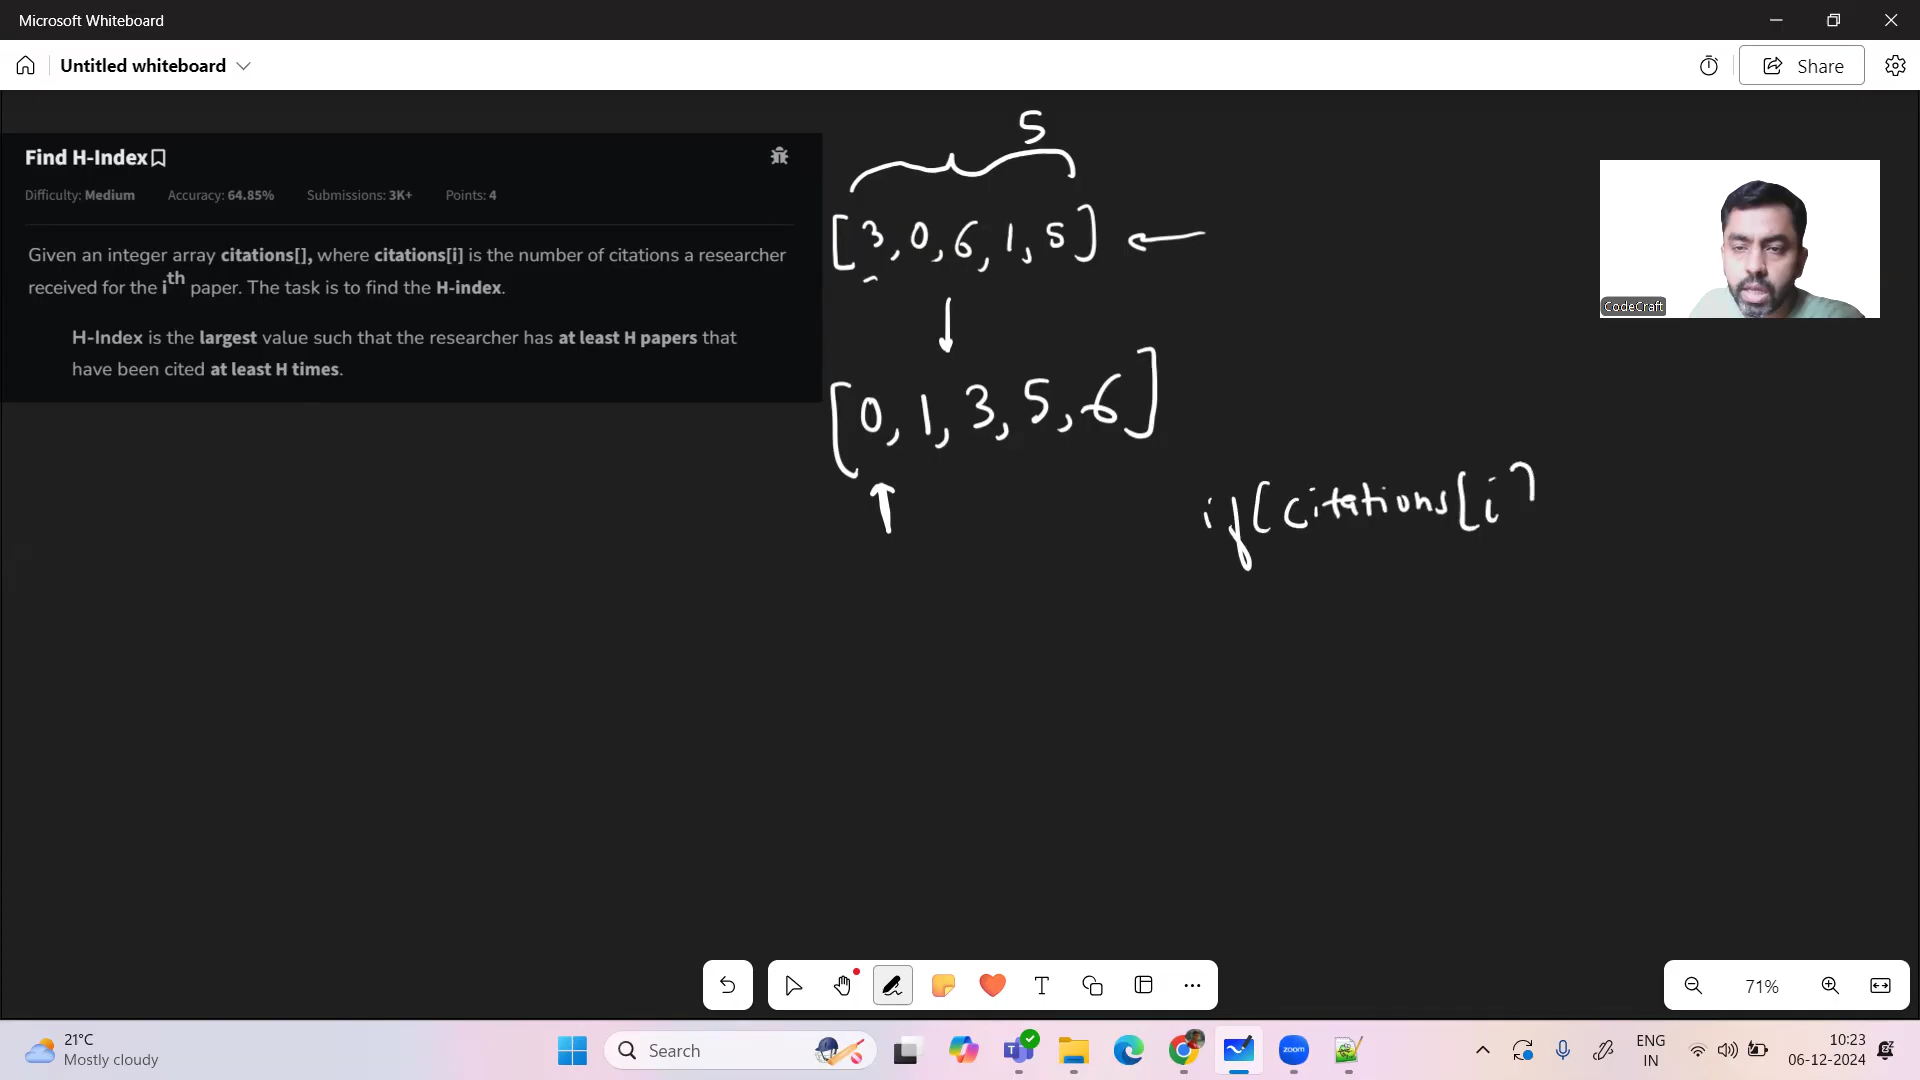 Microsoft Whiteboard
Untitled whiteboard
Share
Find H-Index
Difficulty: Medium Accuracy: 64.85% Submissions: 3K+ Points: 4
Given an integer array citations[], where citations[i] is the number of citations a researcher
received for the ith paper. The task is to find the H-index.
H-Index is the largest value such that the researcher has at least H papers that
have been cited at least H times.
5
[3, 0, 6, 1, 5]
[0, 1, 3, 5, 6]
if(citations[i]
CodeCraft
71%
21°C
Mostly cloudy
Search
zoom
ENG
IN
10:23
06-12-2024